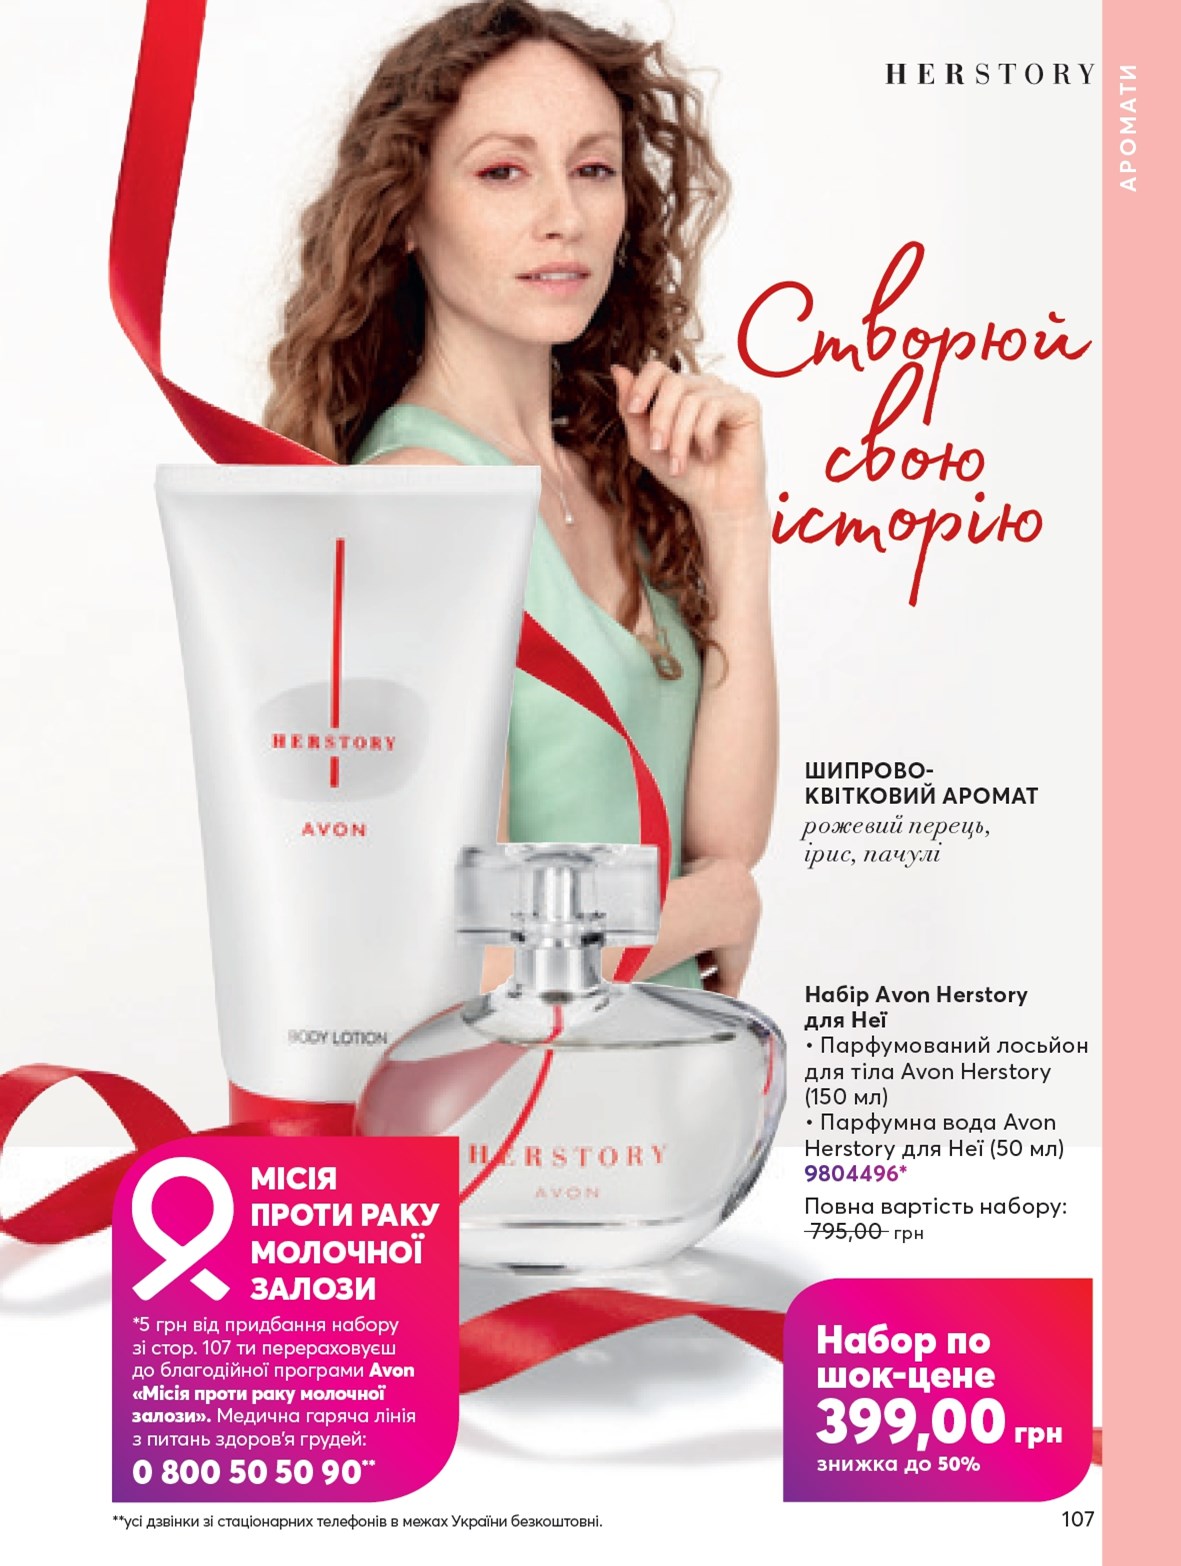 HERSTORY
АРОМАТИ
Створюй
свою
історію
HERSTORY
AVON
BODY LOTION
ШИПРОВО-
КВІТКОВИЙ АРОМАТ
рожевий перець,
ірис, пачулі
HERSTORY
AVON
Набір Avon Herstory
для Неї
• Парфумований лосьйон
для тіла Avon Herstory
(150 мл)
• Парфумна вода Avon
Herstory для Неї (50 мл)
9804496*
Повна вартість набору:
795,00 грн
МІСІЯ
ПРОТИ РАКУ
МОЛОЧНОЇ
ЗАЛОЗИ
*5 грн від придбання набору
зі стор. 107 ти перераховуєш
до благодійної програми Avon
«Місія проти раку молочної
залози». Медична гаряча лінія
з питань здоров'я грудей:
0 800 50 50 90**
Набор по
шок-цене
399,00 грн
знижка до 50%
**усі дзвінки зі стаціонарних телефонів в межах України безкоштовні.
107